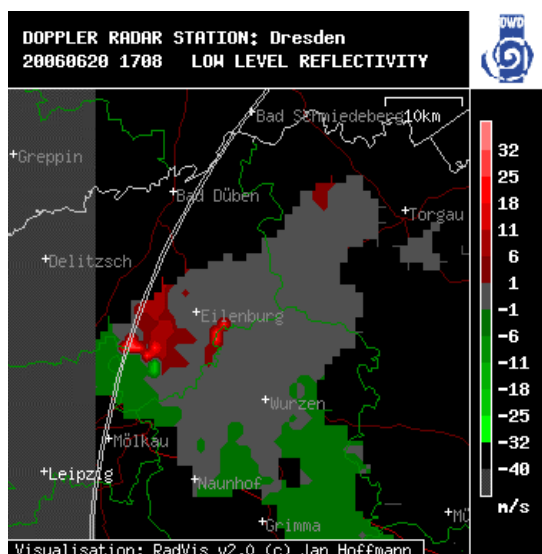 DOPPLER RADAR STATION: Dresden
20060620 1708 LOW LEVEL REFLECTIVITY
DWD
+Bad Schmiedeberg
10km
+Greppin
+Bad Düben
+Torgau
+Delitzsch
+Eilenburg
+Wurzen
+Mölkau
+Leipzig
+Naunhof
+Grimma
+Mü
32
25
18
11
6
1
-1
-6
-11
-18
-25
-32
-40
m/s
Visualisation: RadVis v2.0 (c) Jan Hoffmann